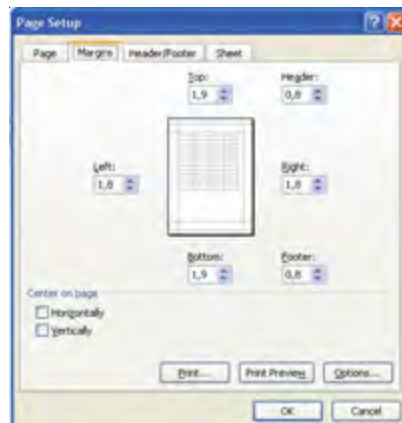 Page Setup
Page Margins Header/Footer Sheet
Top: Header:
1,9 0,8
Left: Right:
1,8 1,8
Bottom: Footer:
1,9 0,8
Center on page
Horizontally
Vertically
Print... Print Preview Options...
OK Cancel